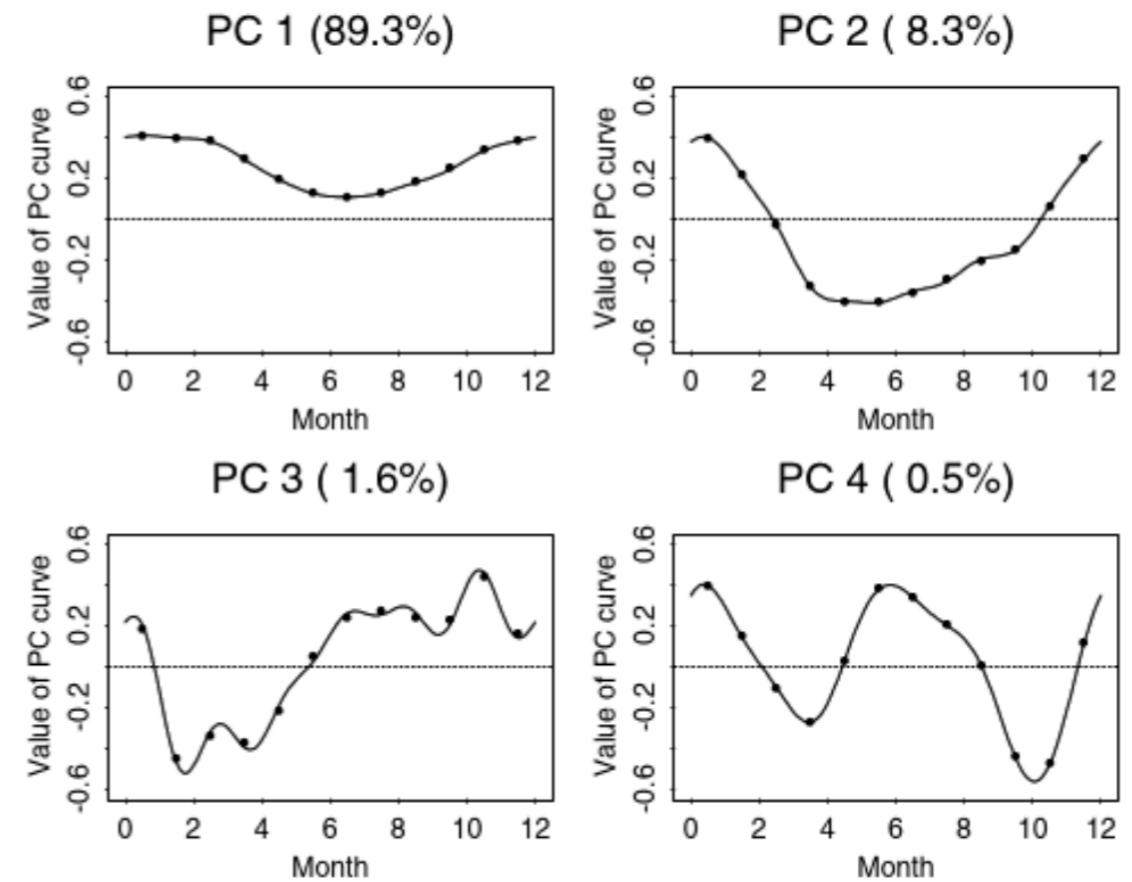 PC 1 (89.3%)
Value of PC curve
0.6
0.2
-0.2
-0.6
0 2 4 6 8 10 12
Month
PC 2 ( 8.3%)
Value of PC curve
0.6
0.2
-0.2
-0.6
0 2 4 6 8 10 12
Month
PC 3 ( 1.6%)
Value of PC curve
0.6
0.2
-0.2
-0.6
0 2 4 6 8 10 12
Month
PC 4 ( 0.5%)
Value of PC curve
0.6
0.2
-0.2
-0.6
0 2 4 6 8 10 12
Month